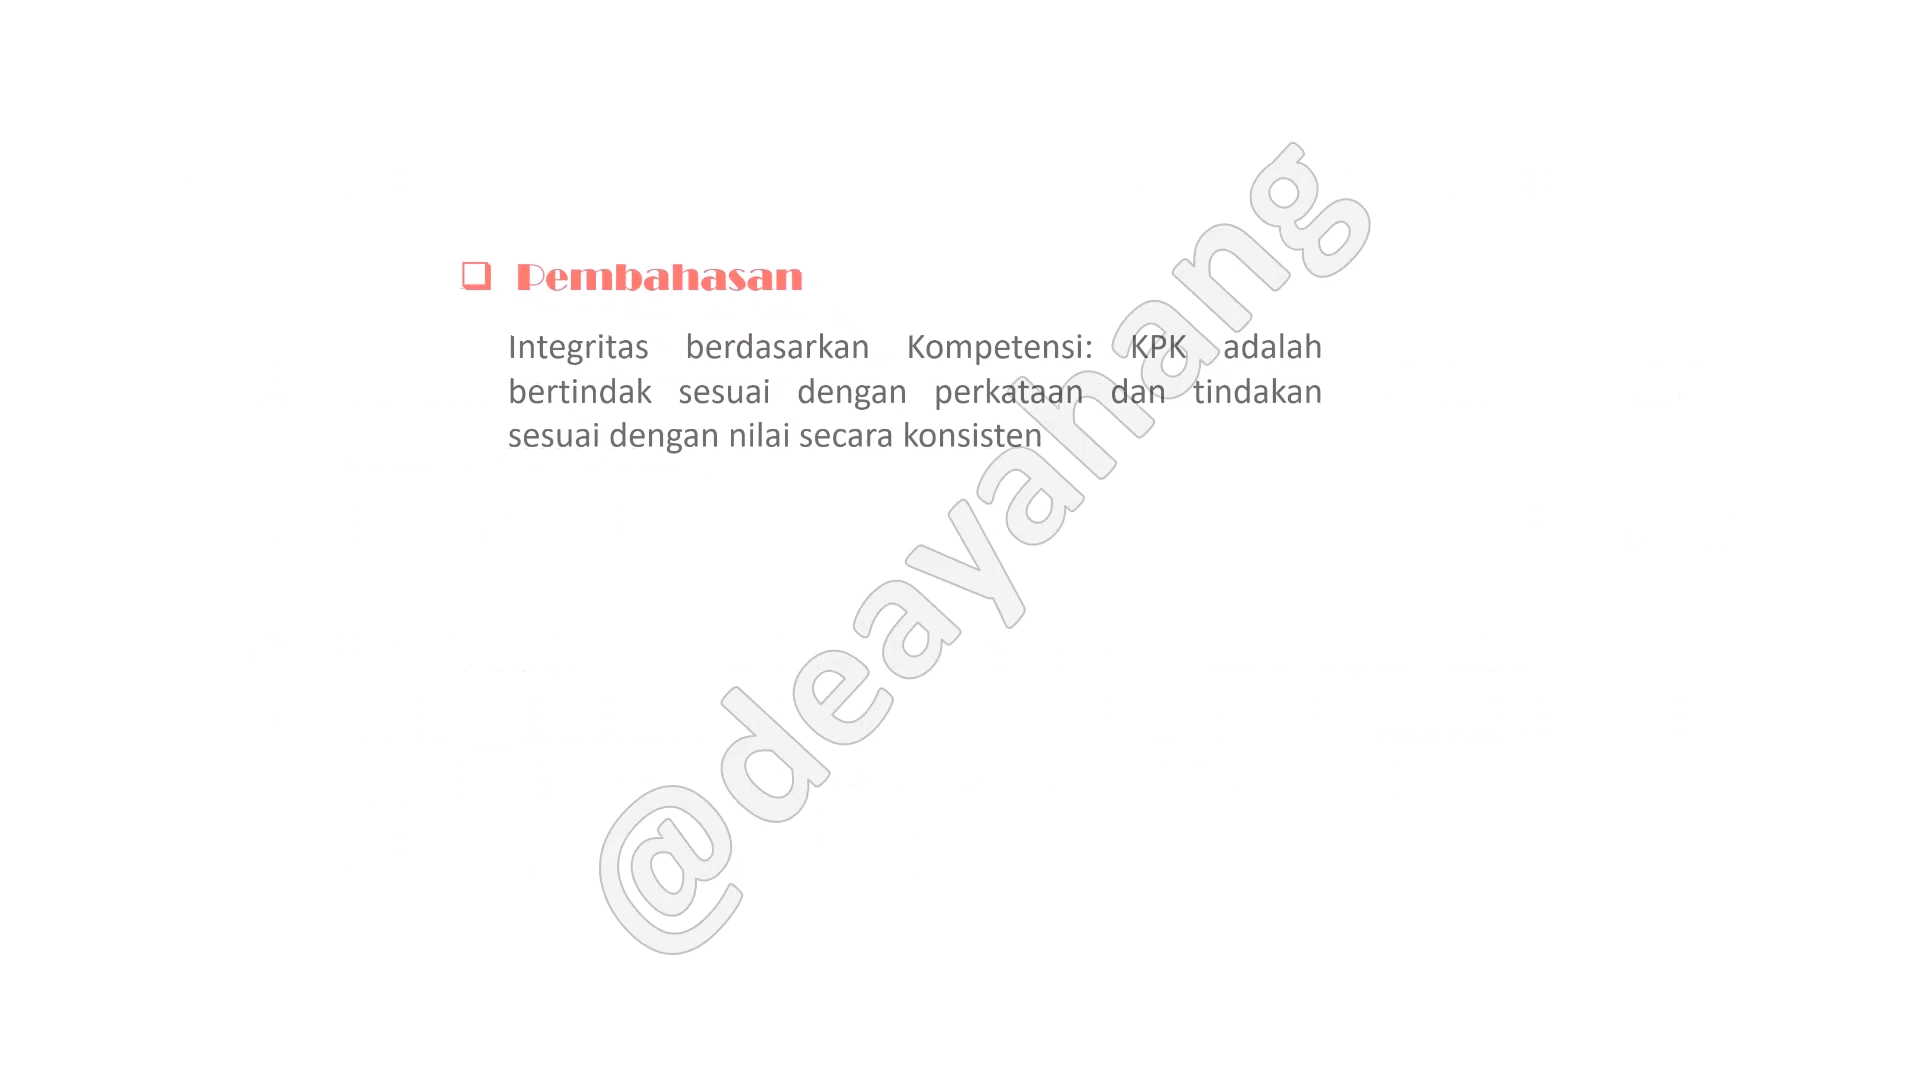 ❑ Pembahasan
Integritas berdasarkan Kompetensi: KPK adalah
bertindak sesuai dengan perkataan dan tindakan
sesuai dengan nilai secara konsisten
@deayahang